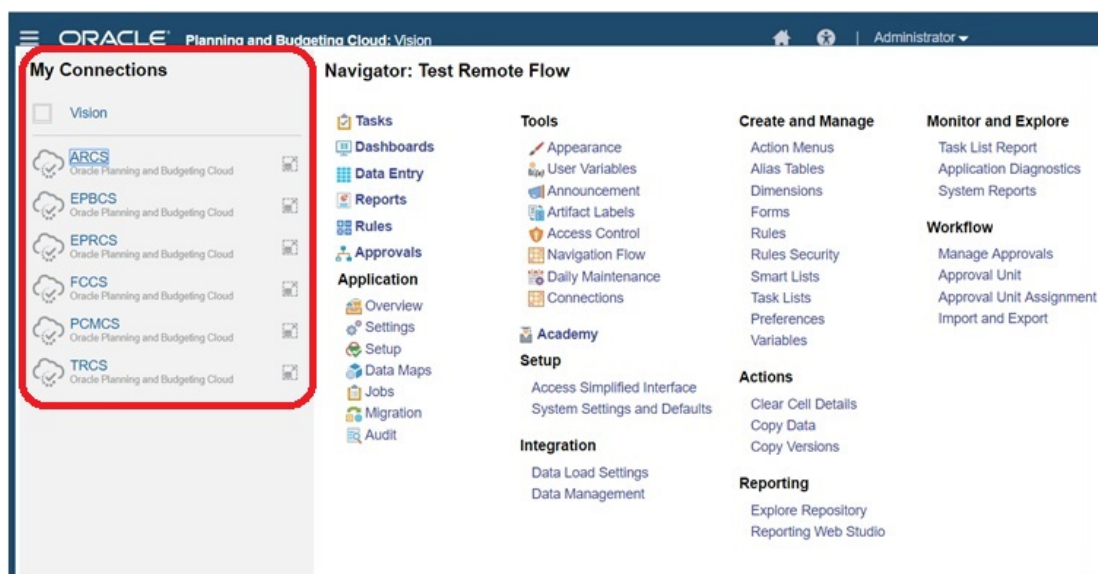 ORACLE Planning and Budgeting Cloud: Vision
Administrator
My Connections
Vision
ARCS
Oracle Planning and Budgeting Cloud
EPBCS
Oracle Planning and Budgeting Cloud
EPRCS
Oracle Planning and Budgeting Cloud
FCCS
Oracle Planning and Budgeting Cloud
PCMCS
Oracle Planning and Budgeting Cloud
TRCS
Oracle Planning and Budgeting Cloud
Navigator: Test Remote Flow
Tasks
Dashboards
Data Entry
Reports
Rules
Approvals
Application
Overview
Settings
Setup
Data Maps
Jobs
Migration
Audit
Tools
Appearance
User Variables
Announcement
Artifact Labels
Access Control
Navigation Flow
Daily Maintenance
Connections
Academy
Setup
Access Simplified Interface
System Settings and Defaults
Integration
Data Load Settings
Data Management
Create and Manage
Action Menus
Alias Tables
Dimensions
Forms
Rules
Rules Security
Smart Lists
Task Lists
Preferences
Variables
Actions
Clear Cell Details
Copy Data
Copy Versions
Reporting
Explore Repository
Reporting Web Studio
Monitor and Explore
Task List Report
Application Diagnostics
System Reports
Workflow
Manage Approvals
Approval Unit
Approval Unit Assignment
Import and Export